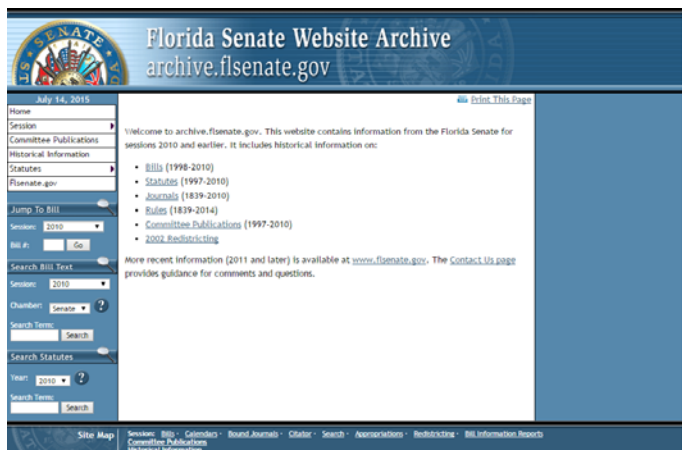 SENATE
Florida Senate Website Archive
archive.flsenate.gov
July 14, 2015
Print This Page
Home
Session
Committee Publications
Historical Information
Statutes
Flsenate.gov
Jump To Bill
Session: 2010
Bill #: Go
Search Bill Text
Session: 2010
Chamber: Senate ?
Search Term:
Search
Search Statutes
Year: 2010 ?
Search Term:
Search
Welcome to archive.flsenate.gov. This website contains information from the Florida Senate for
sessions 2010 and earlier. It includes historical information on:
• Bills (1998-2010)
• Statutes (1997-2010)
• Journals (1839-2010)
• Rules (1839-2014)
• Committee Publications (1997-2010)
• 2002 Redistricting
More recent information (2011 and later) is available at www.flsenate.gov. The Contact Us page
provides guidance for comments and questions.
Site Map
Session: Bills · Calendars · Bound Journals · Citator · Search · Appropriations · Redistricting · Bill Information Reports
Committee Publications
Historical Information